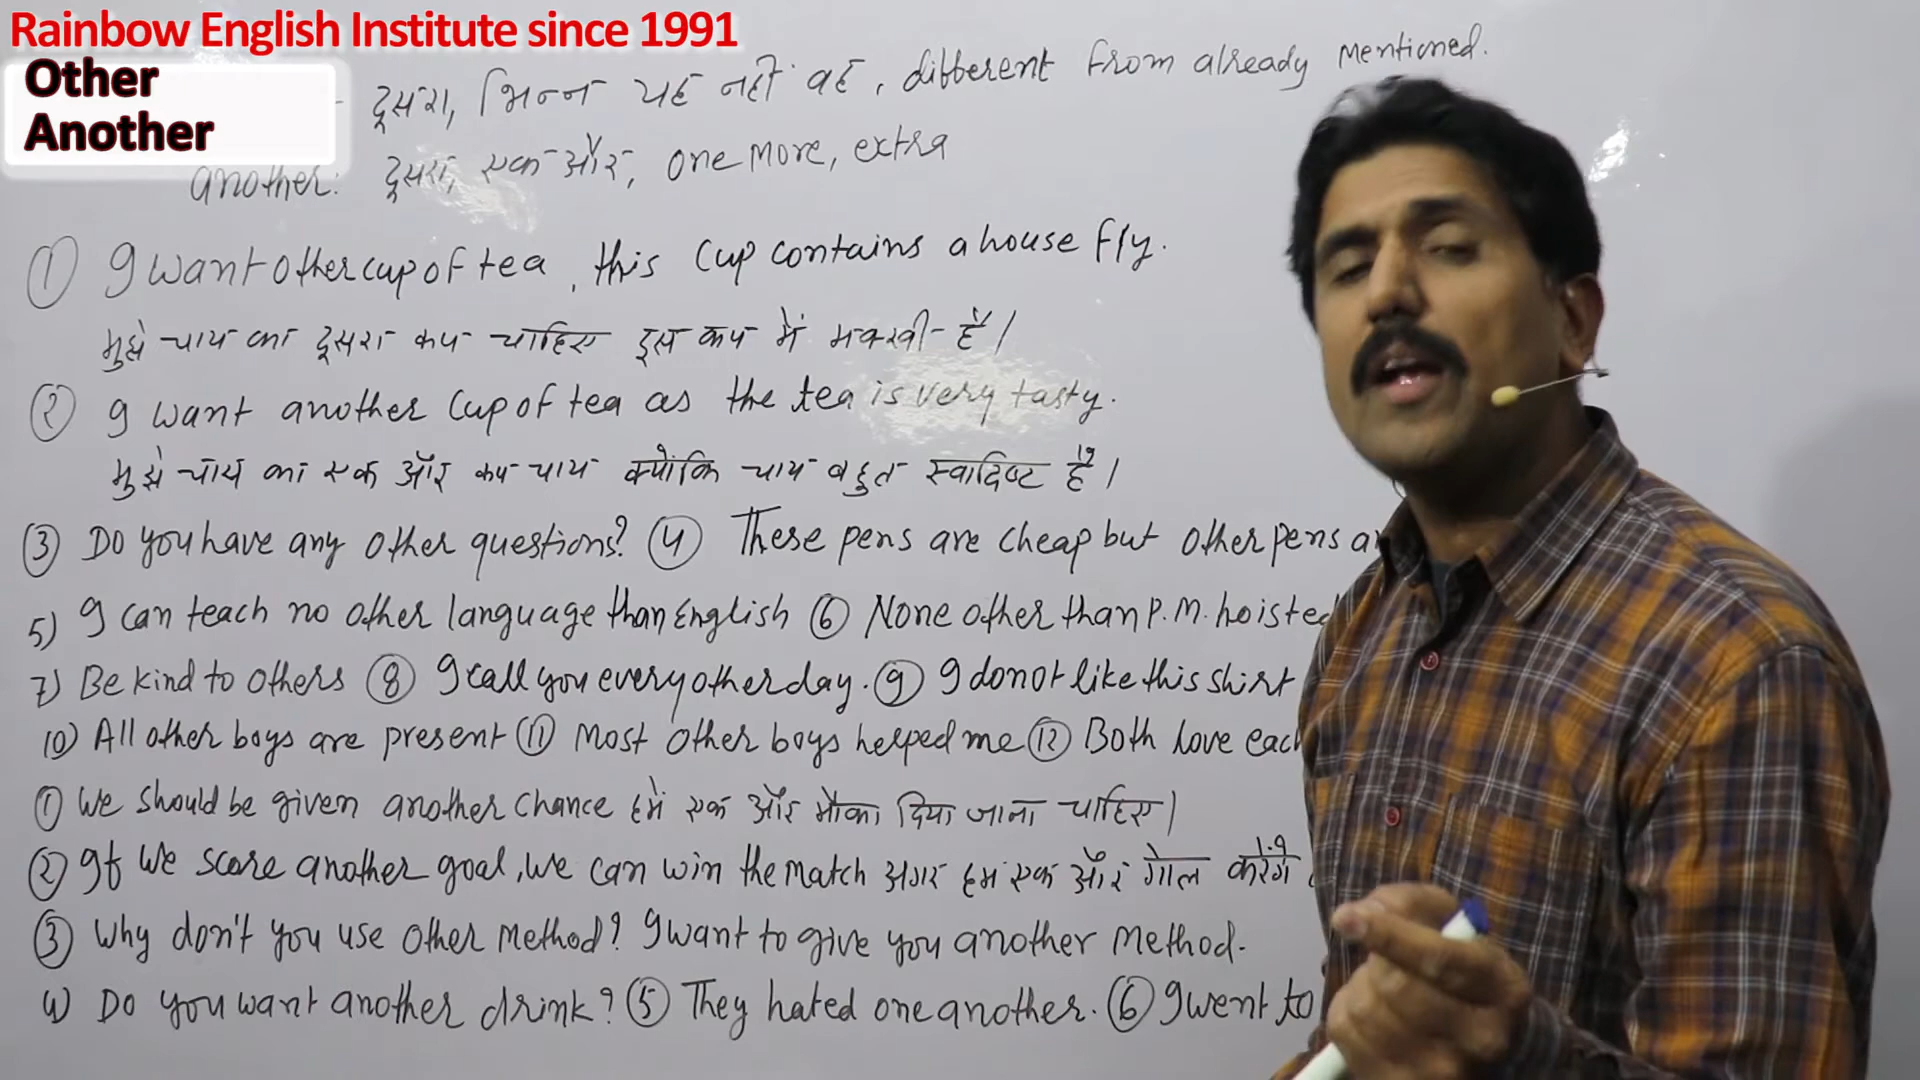 Rainbow English Institute since 1991
Other
Another
- दूसरा, भिन्न यह नहीं वह, different from already mentioned.
another: दूसरा, एक और, one more, extra
① I want other cup of tea, this cup contains a house fly.
मुझे चाय का दूसरा कप चाहिए इस कप में मक्खी है।
② I want another cup of tea as the tea is very tasty.
मुझे चाय का एक और कप चाय क्योंकि चाय बहुत स्वादिष्ट है।
③ Do you have any other questions? ④ These pens are cheap but other pens
5) I can teach no other language than English ⑥ None other than P.M. hoisted
7) Be kind to others ⑧ I call you every other day. ⑨ I do not like this shirt
10) All other boys are present ⑪ Most other boys helped me ⑫ Both love each
① We should be given another chance हमें एक और मौका दिया जाना चाहिए।
② If we score another goal, we can win the match अगर हम एक और गोल करेंगे
③ Why don't you use other method? I want to give you another method.
4) Do you want another drink? ⑤ They hated one another. ⑥ I went to